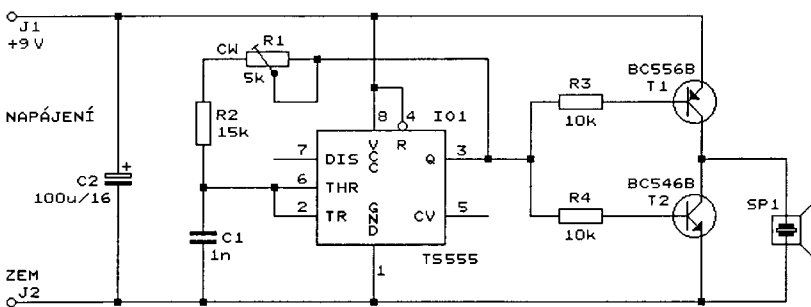 J1
+9V
NAPÁJENÍ
ZEM
J2
C2
100u/16
+
CW
R1
5k
R2
15k
C1
1n
8
4
IO1
VCC
R
7
DIS
Q
3
6
THR
2
TR
GND
CV
5
1
TS555
R3
10k
R4
10k
BC556B
T1
BC546B
T2
SP1